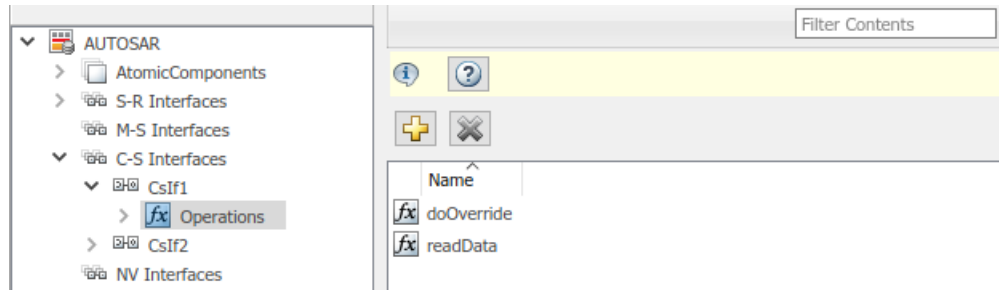 Filter Contents
AUTOSAR
AtomicComponents
S-R Interfaces
M-S Interfaces
C-S Interfaces
CsIf1
fx Operations
CsIf2
NV Interfaces
Name
fx doOverride
fx readData